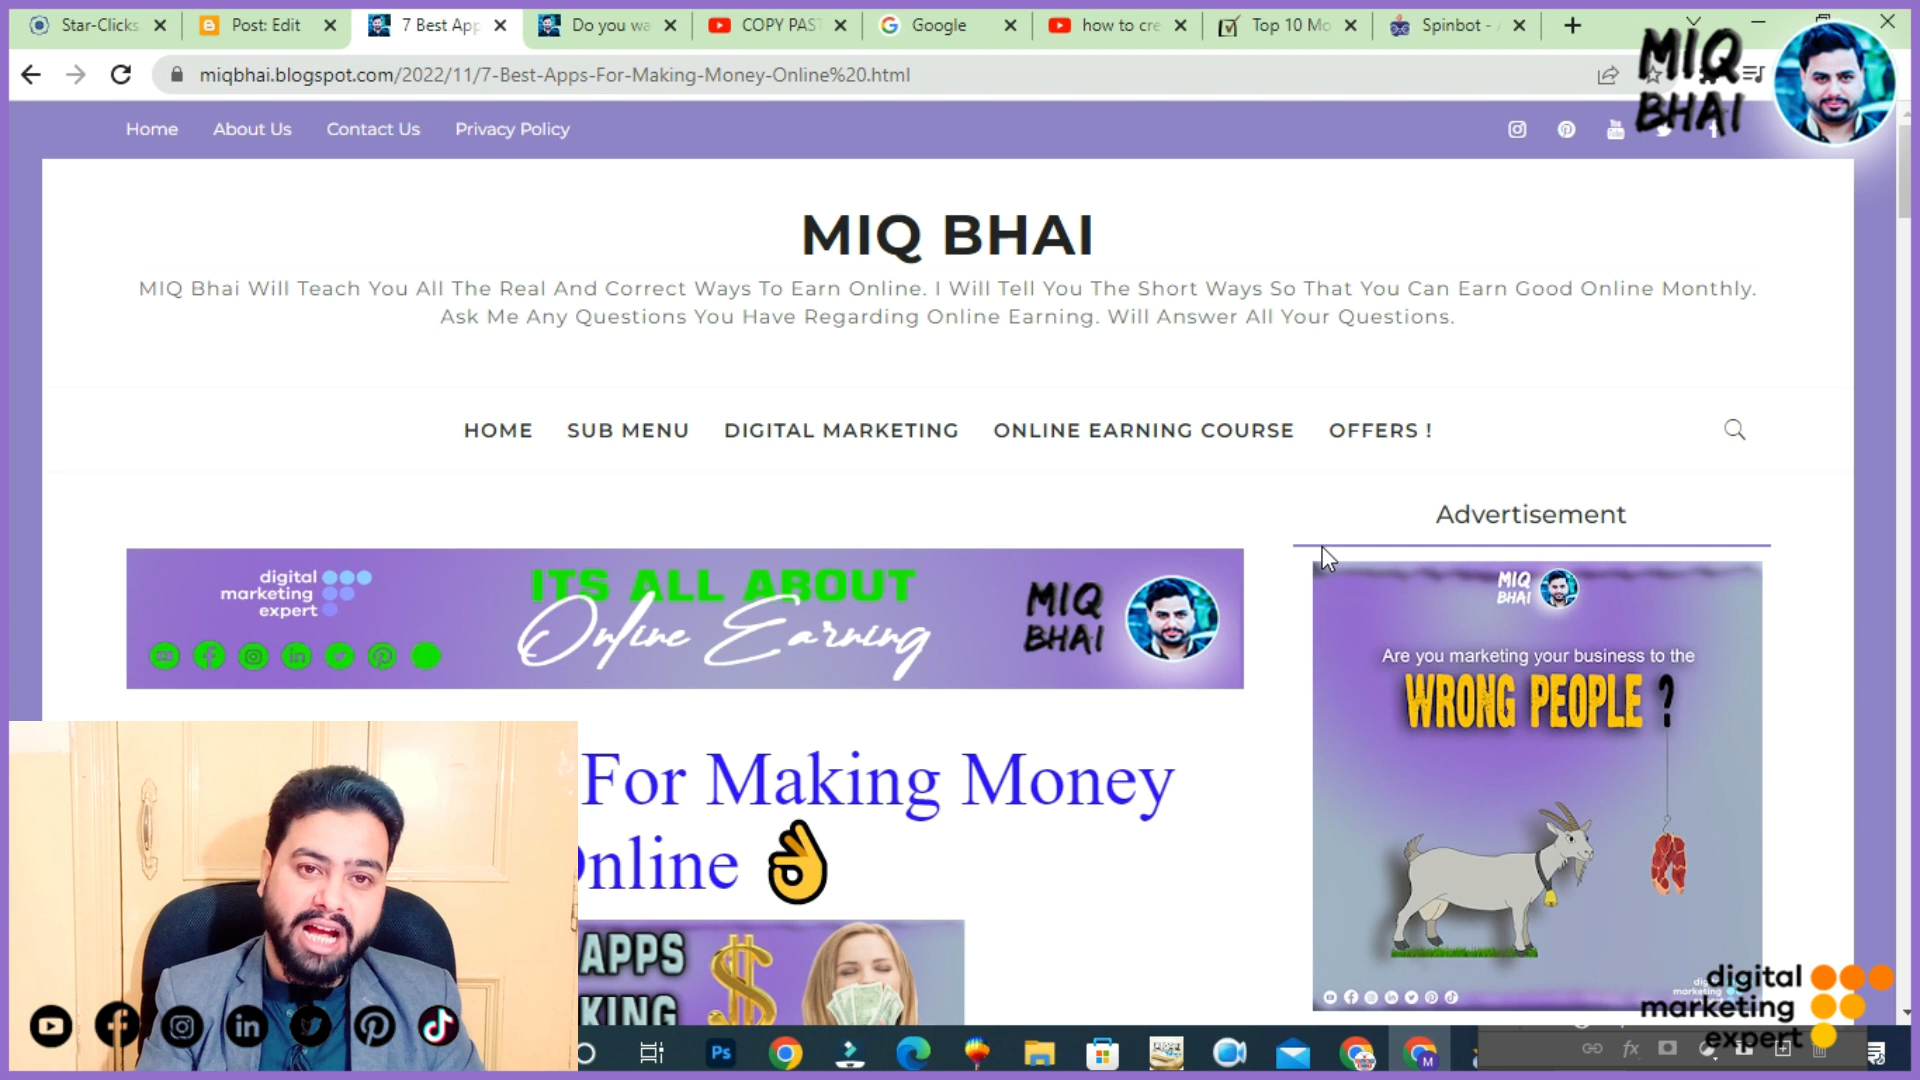 Star-Clicks
Post: Edit
7 Best App
Do you wa
COPY PAST
Google
how to cre
Top 10 Mo
Spinbot - A
miqbhai.blogspot.com/2022/11/7-Best-Apps-For-Making-Money-Online%20.html
MIQ
BHAI
Home
About Us
Contact Us
Privacy Policy
MIQ BHAI
MIQ Bhai Will Teach You All The Real And Correct Ways To Earn Online. I Will Tell You The Short Ways So That You Can Earn Good Online Monthly.
Ask Me Any Questions You Have Regarding Online Earning. Will Answer All Your Questions.
HOME
SUB MENU
DIGITAL MARKETING
ONLINE EARNING COURSE
OFFERS !
Advertisement
digital
marketing
expert
ITS ALL ABOUT
Online Earning
MIQ
BHAI
MIQ
BHAI
Are you marketing your business to the
WRONG PEOPLE ?
For Making Money
Online 👌
APPS
KING
digital
marketing
expert
Ps
fx
M